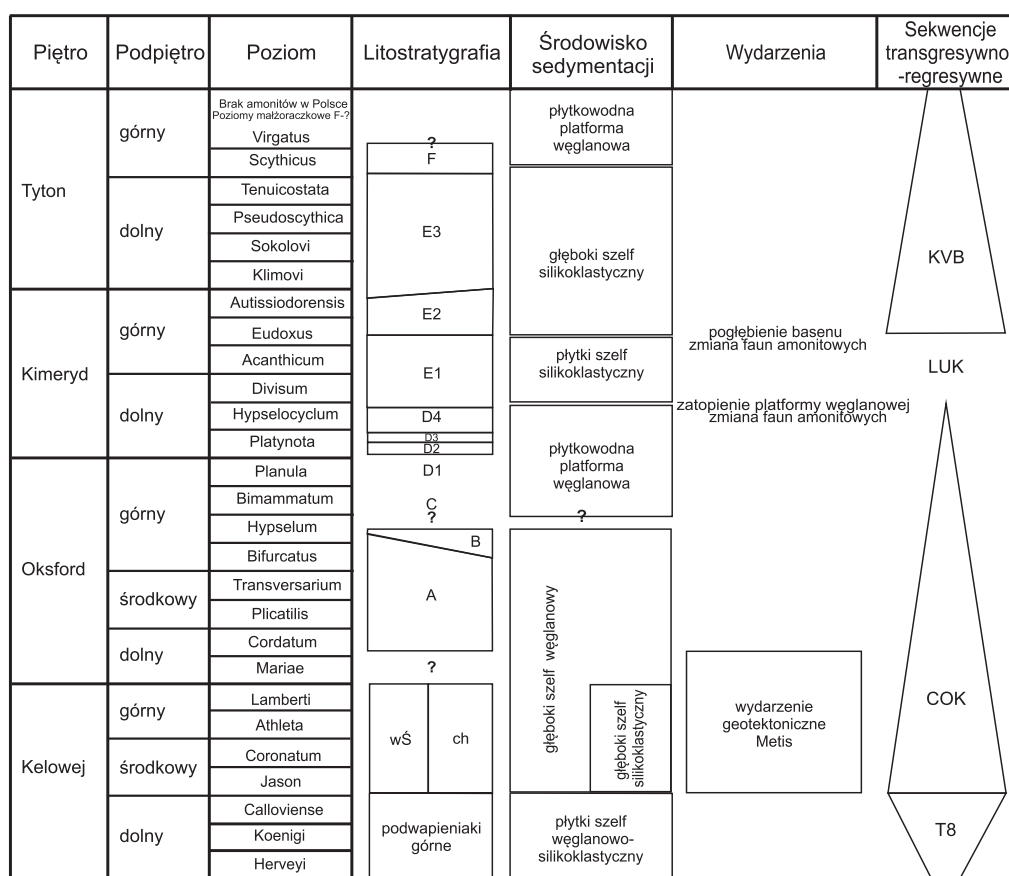 Piętro
Podpiętro
Poziom
Litostratygrafia
Środowisko
sedymentacji
Wydarzenia
Sekwencje
transgresywno
-regresywne
Tyton
górny
dolny
Brak amonitów w Polsce
Poziomy małżoraczkowe F-?
Virgatus
Scythicus
Tenuicostata
Pseudoscythica
Sokolovi
Klimovi
?
F
E3
płytkowodna
platforma
węglanowa
głęboki szelf
silikoklastyczny
KVB
Kimeryd
górny
dolny
Autissiodorensis
Eudoxus
Acanthicum
Divisum
Hypselocyclum
Platynota
E2
E1
D4
D3
D2
płytki szelf
silikoklastyczny
płytkowodna
platforma
węglanowa
pogłębienie basenu
zmiana faun amonitowych
zatopienie platformy węglanowej
zmiana faun amonitowych
LUK
Oksford
górny
środkowy
dolny
Planula
Bimammatum
Hypselum
Bifurcatus
Transversarium
Plicatilis
Cordatum
Mariae
D1
C
?
B
A
?
?
głęboki szelf węglanowy
Kelowej
górny
środkowy
dolny
Lamberti
Athleta
Coronatum
Jason
Calloviense
Koenigi
Herveyi
wŚ
ch
podwapieniaki
górne
głęboki szelf
silikoklastyczny
płytki szelf
węglanowo-
silikoklastyczny
wydarzenie
geotektoniczne
Metis
COK
T8